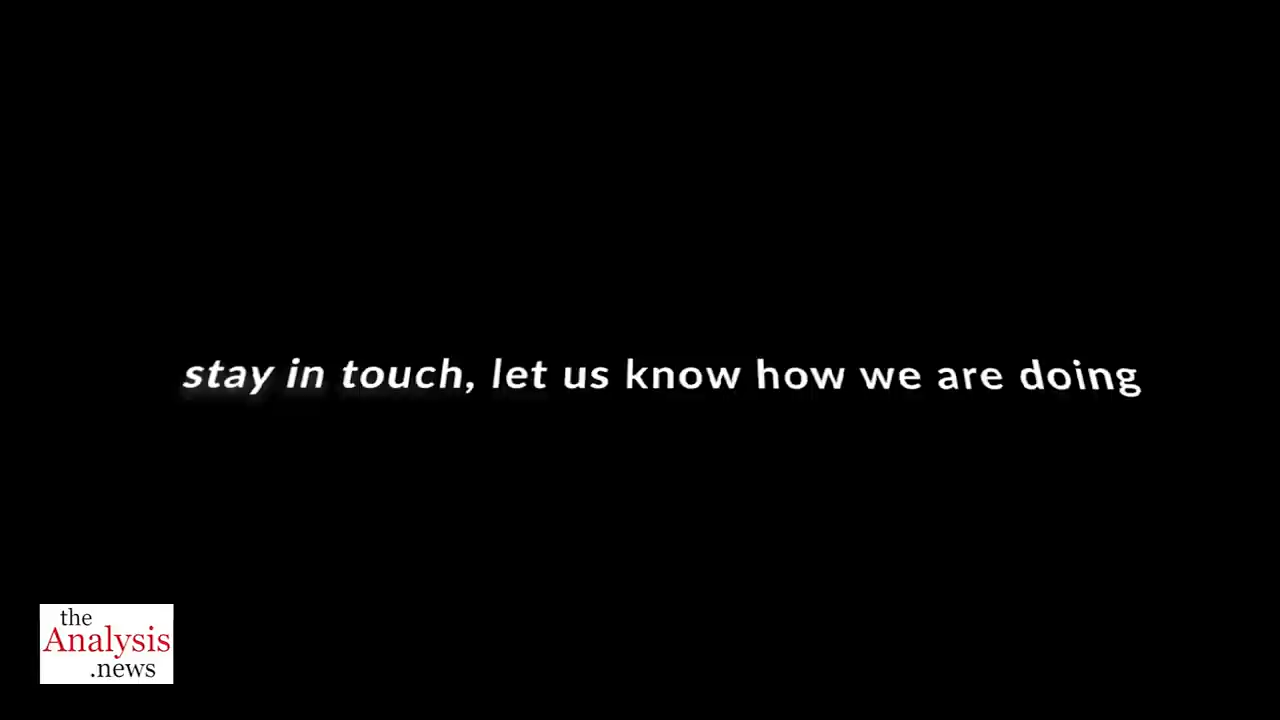 stay in touch, let us know how we are doing
the
Analysis
.news